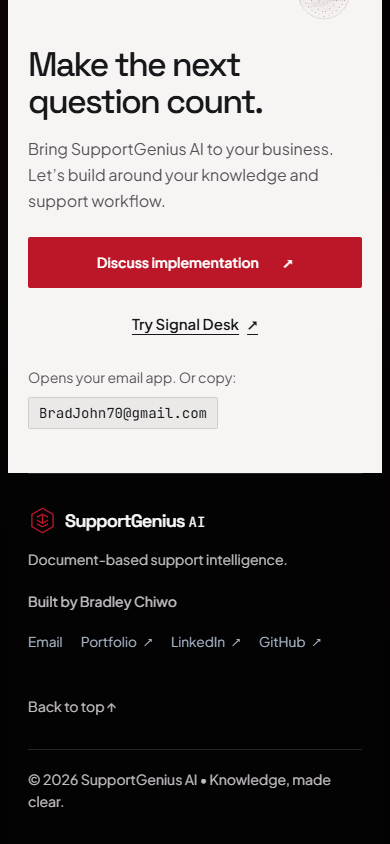 Make the next
question count.
Bring SupportGenius AI to your business.
Let's build around your knowledge and
support workflow.
Discuss implementation ↗
Try Signal Desk ↗
Opens your email app. Or copy:
BradJohn70@gmail.com
SupportGenius AI
Document-based support intelligence.
Built by Bradley Chiwo
Email Portfolio ↗ LinkedIn ↗ GitHub ↗
Back to top ↑
© 2026 SupportGenius AI • Knowledge, made
clear.